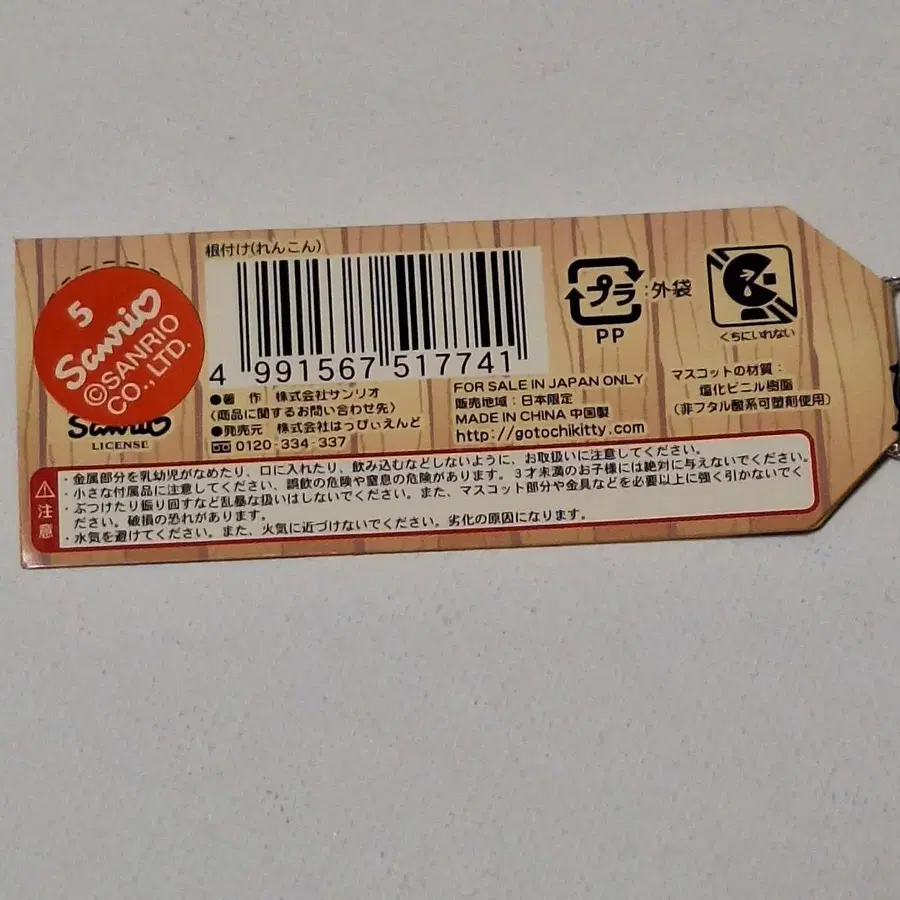 根付け(れんこん)
5
Sanrio
©SANRIO
CO., LTD.
Sanrio
LICENSE
4 991567 517741
●著 作 株式会社サンリオ
〈商品に関するお問い合わせ先〉
●発売元 株式会社はっぴぃえんど
0120-334-337
FOR SALE IN JAPAN ONLY
販売地域：日本限定
MADE IN CHINA 中国製
http://gotochikitty.com
プラ：外袋
PP
くちにいれない
マスコットの材質：
塩化ビニル樹脂
（非フタル酸系可塑剤使用）
注意
・金属部分を乳幼児がなめたり、口に入れたり、飲み込むなどしないように、お取扱いに注意してください。
・小さな付属品に注意してください、誤飲の危険や窒息の危険があります。3才未満のお子様には絶対に与えないでください。
・ぶつけたり振り回すなど乱暴な扱いはしないでください。また、マスコット部分や金具などを必要以上に強く引かないでく
ださい。破損の恐れがあります。
・水気を避けてください。また、火気に近づけないでください。劣化の原因になります。